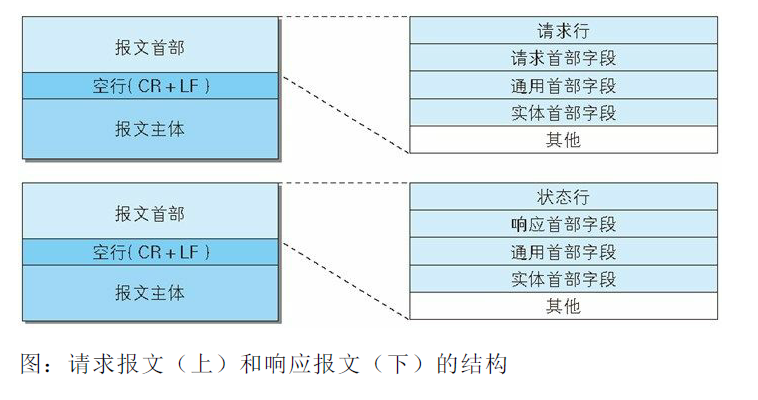 报文首部
空行( CR + LF )
报文主体
请求行
请求首部字段
通用首部字段
实体首部字段
其他
报文首部
空行( CR + LF )
报文主体
状态行
响应首部字段
通用首部字段
实体首部字段
其他
图：请求报文（上）和响应报文（下）的结构